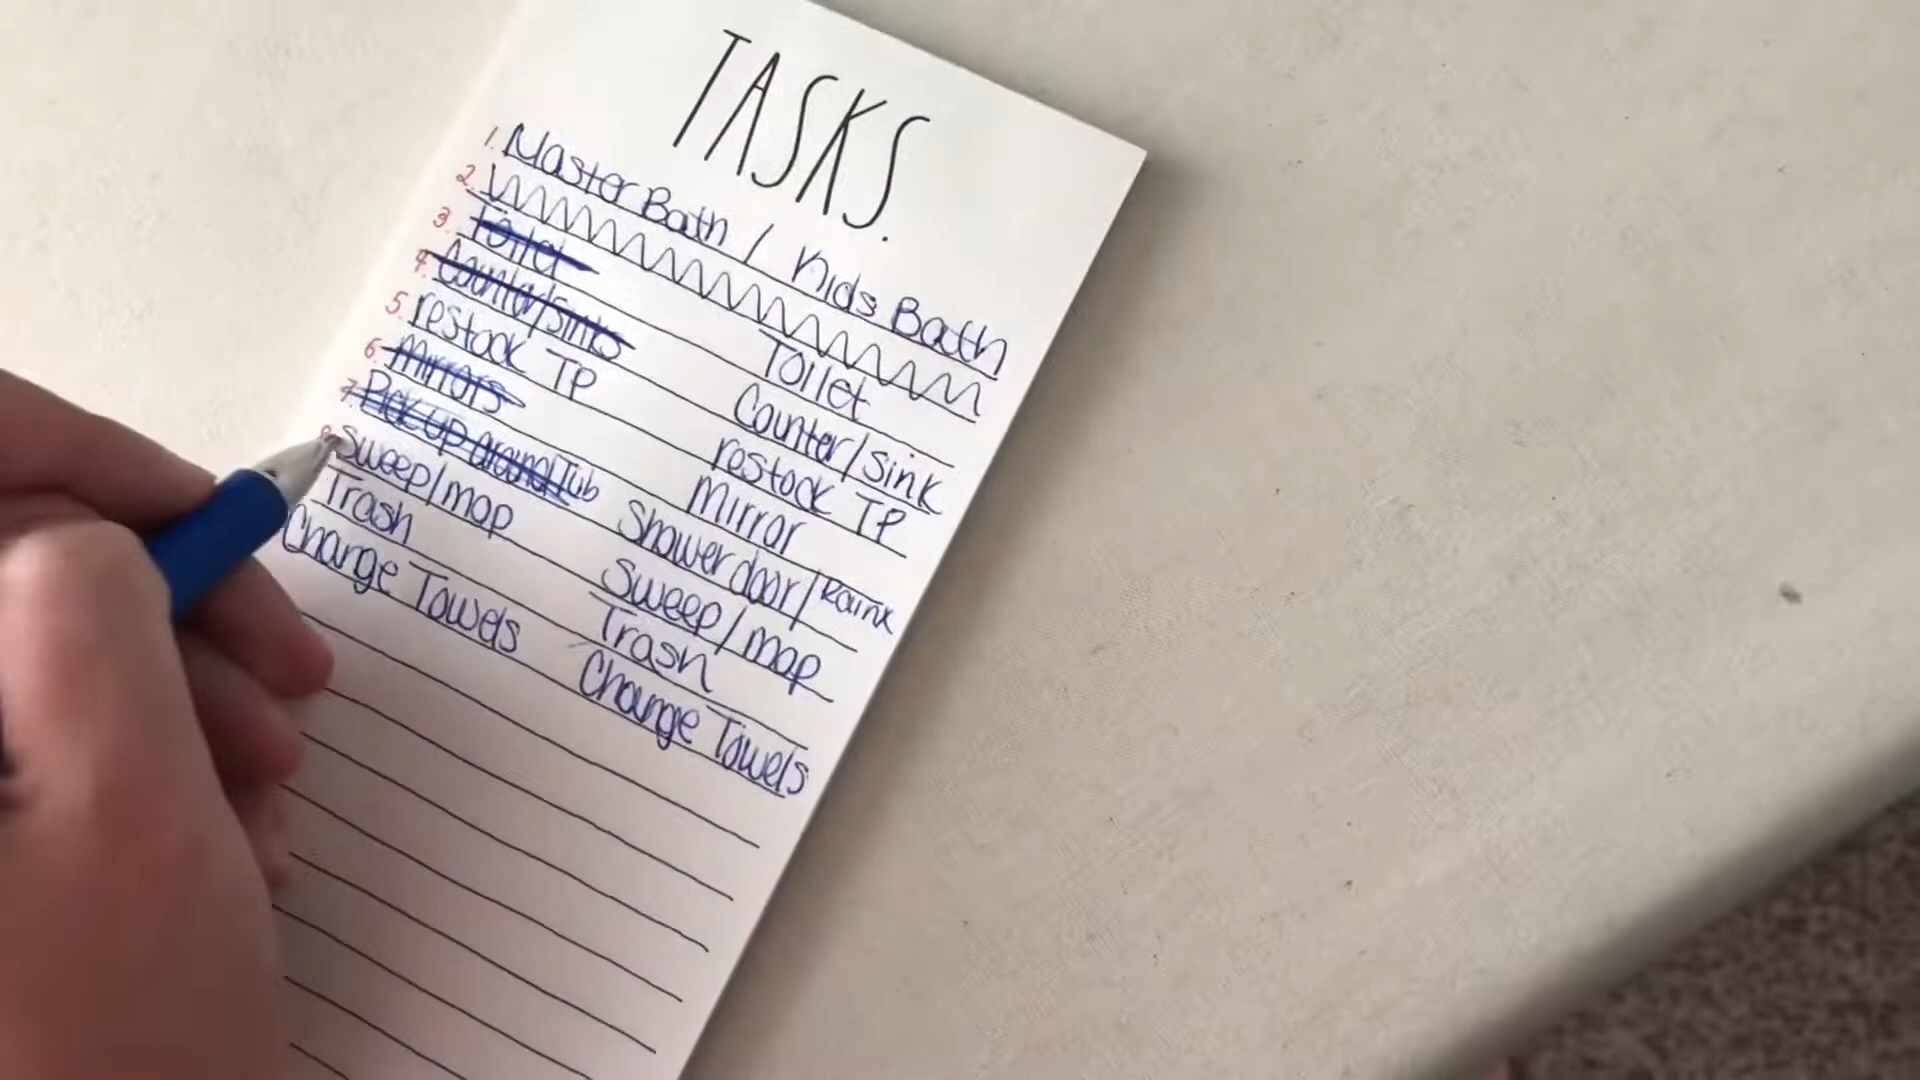 TASKS.
1. Master Bath / Kids Bath
2.
3. Toilet Toilet
4. Counter/sinks Counter/sink
5. restock TP restock TP
6. Mirrors Mirror
7. Pick up around Tub Shower door/Rainx
8. Sweep/mop Sweep/mop
Trash Trash
Change Towels Change Towels